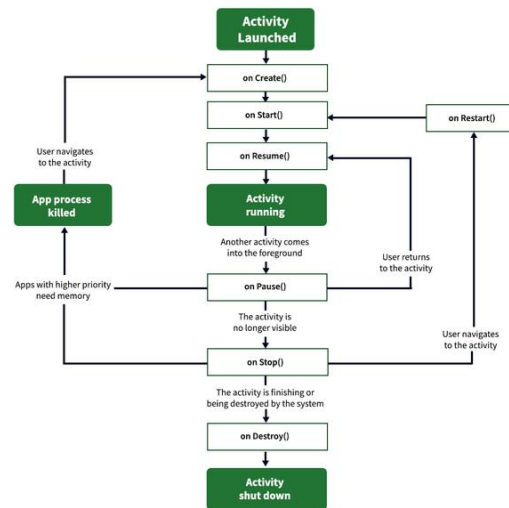 Activity
Launched
on Create()
on Start()
on Restart()
User navigates
to the activity
on Resume()
App process
killed
Activity
running
Another activity comes
into the foreground
User returns
to the activity
Apps with higher priority
need memory
on Pause()
The activity is
no longer visible
User navigates
to the activity
on Stop()
The activity is finishing or
being destroyed by the system
on Destroy()
Activity
shut down